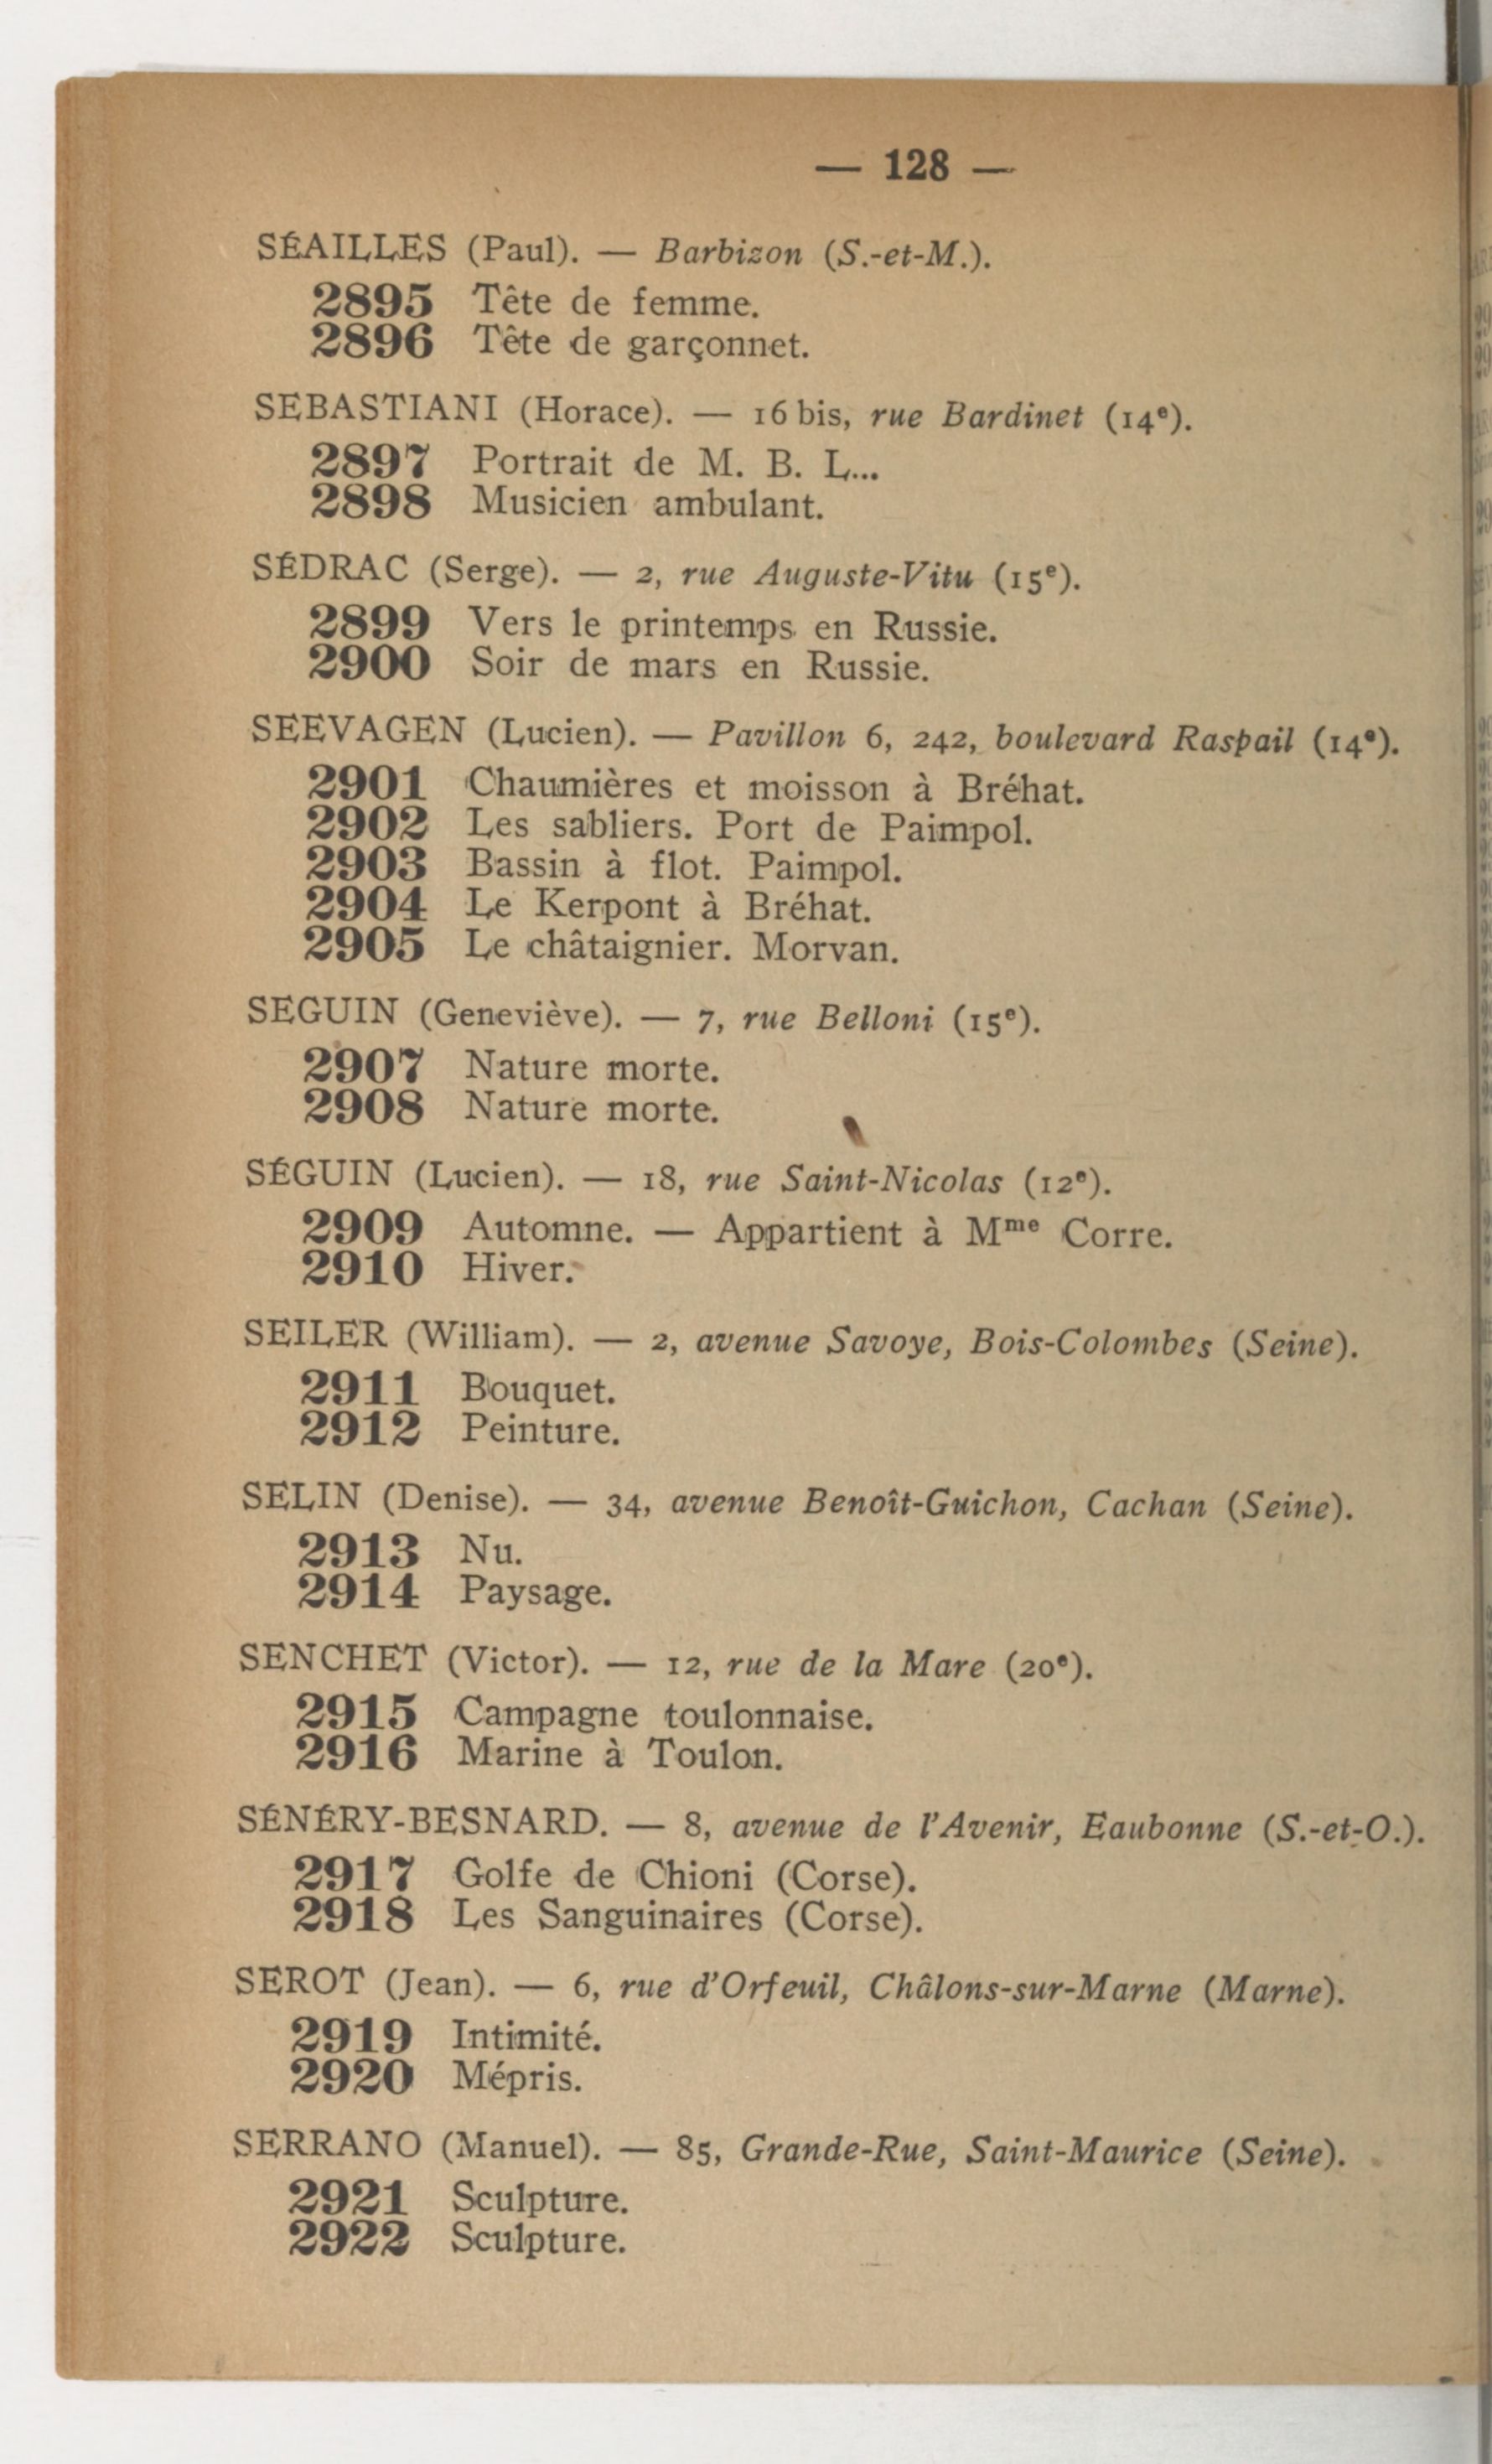 — 128 —
SÉAILLES (Paul). — Barbizon (S.-et-M.).
2895 Tête de femme.
2896 Tête de garçonnet.
SEBASTIANI (Horace). — 16 bis, rue Bardinet (14e).
2897 Portrait de M. B. L...
2898 Musicien ambulant.
SÉDRAC (Serge). — 2, rue Auguste-Vitu (15e).
2899 Vers le printemps en Russie.
2900 Soir de mars en Russie.
SEEVAGEN (Lucien). — Pavillon 6, 242, boulevard Raspail (14e).
2901 Chaumières et moisson à Bréhat.
2902 Les sabliers. Port de Paimpol.
2903 Bassin à flot. Paimpol.
2904 Le Kerpont à Bréhat.
2905 Le châtaignier. Morvan.
SEGUIN (Geneviève). — 7, rue Belloni (15e).
2907 Nature morte.
2908 Nature morte.
SÉGUIN (Lucien). — 18, rue Saint-Nicolas (12e).
2909 Automne. — Appartient à Mme Corre.
2910 Hiver.
SEILER (William). — 2, avenue Savoye, Bois-Colombes (Seine).
2911 Bouquet.
2912 Peinture.
SELIN (Denise). — 34, avenue Benoît-Guichon, Cachan (Seine).
2913 Nu.
2914 Paysage.
SENCHET (Victor). — 12, rue de la Mare (20e).
2915 Campagne toulonnaise.
2916 Marine à Toulon.
SÉNÉRY-BESNARD. — 8, avenue de l'Avenir, Eaubonne (S.-et-O.).
2917 Golfe de Chioni (Corse).
2918 Les Sanguinaires (Corse).
SEROT (Jean). — 6, rue d'Orfeuil, Châlons-sur-Marne (Marne).
2919 Intimité.
2920 Mépris.
SERRANO (Manuel). — 85, Grande-Rue, Saint-Maurice (Seine).
2921 Sculpture.
2922 Sculpture.